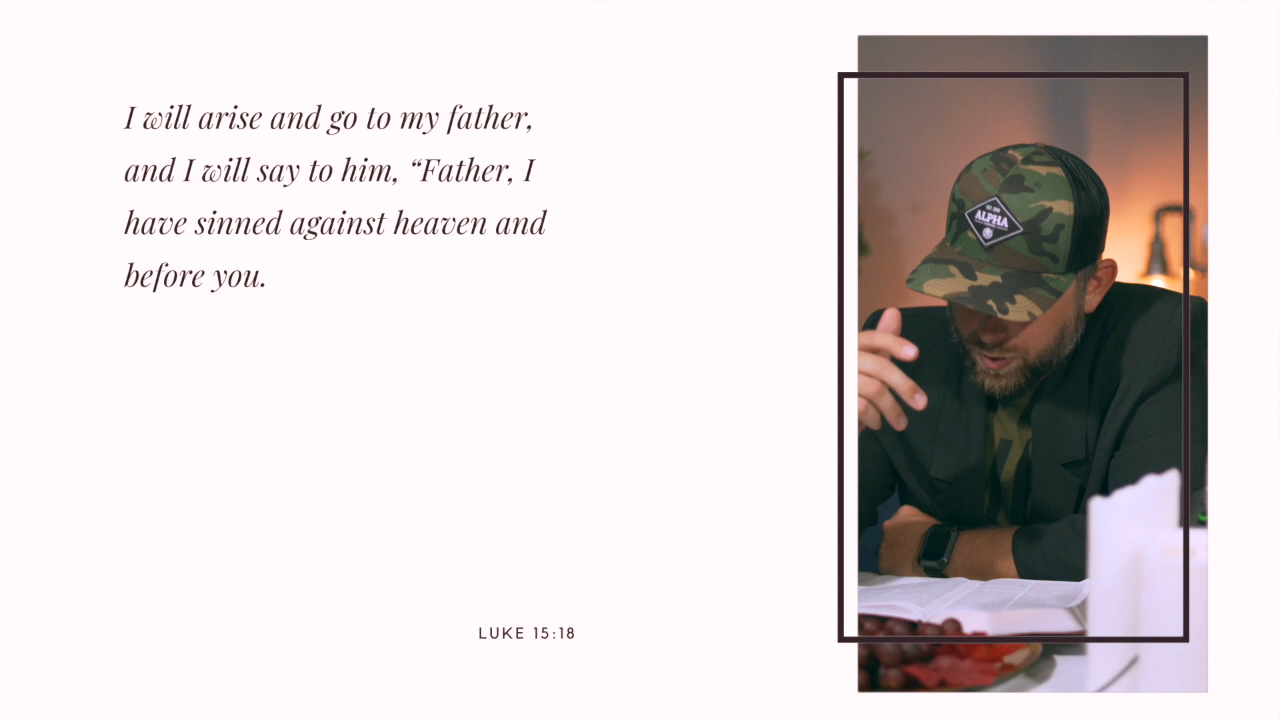 I will arise and go to my father,
and I will say to him, “Father, I
have sinned against heaven and
before you.
LUKE 15:18
ALPHA